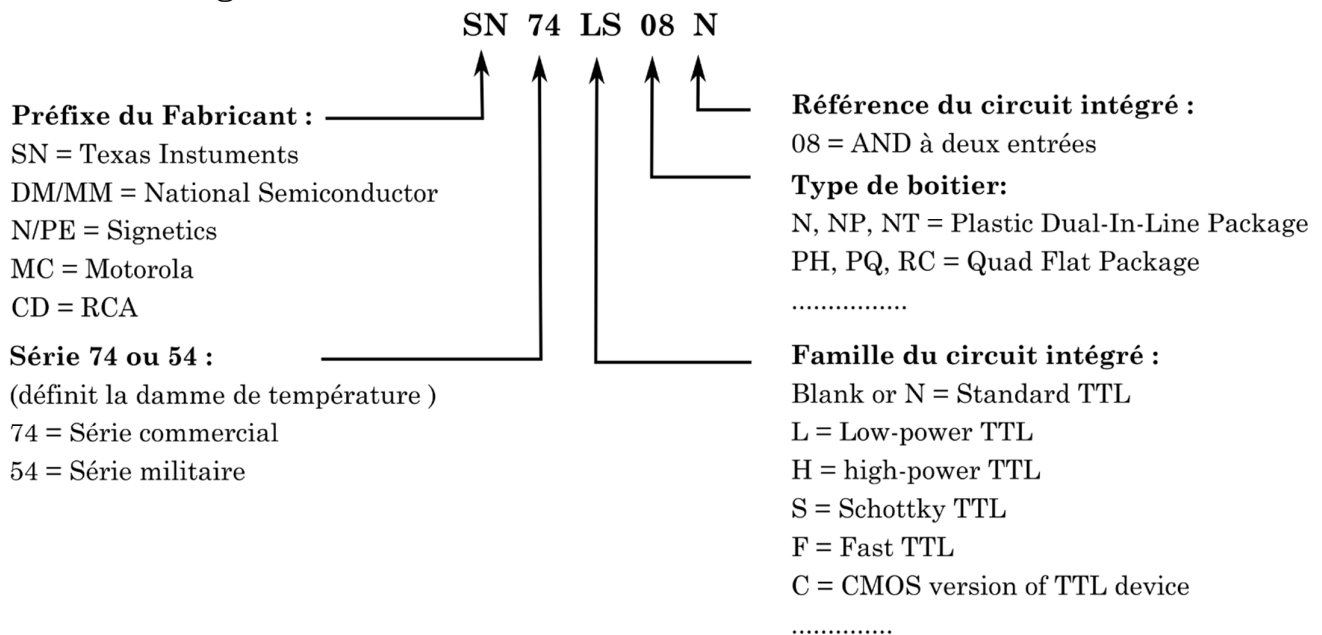 SN 74 LS 08 N
Préfixe du Fabricant :
SN = Texas Instuments
DM/MM = National Semiconductor
N/PE = Signetics
MC = Motorola
CD = RCA
Série 74 ou 54 :
(définit la damme de température )
74 = Série commercial
54 = Série militaire
Référence du circuit intégré :
08 = AND à deux entrées
Type de boitier:
N, NP, NT = Plastic Dual-In-Line Package
PH, PQ, RC = Quad Flat Package
................
Famille du circuit intégré :
Blank or N = Standard TTL
L = Low-power TTL
H = high-power TTL
S = Schottky TTL
F = Fast TTL
C = CMOS version of TTL device
..............